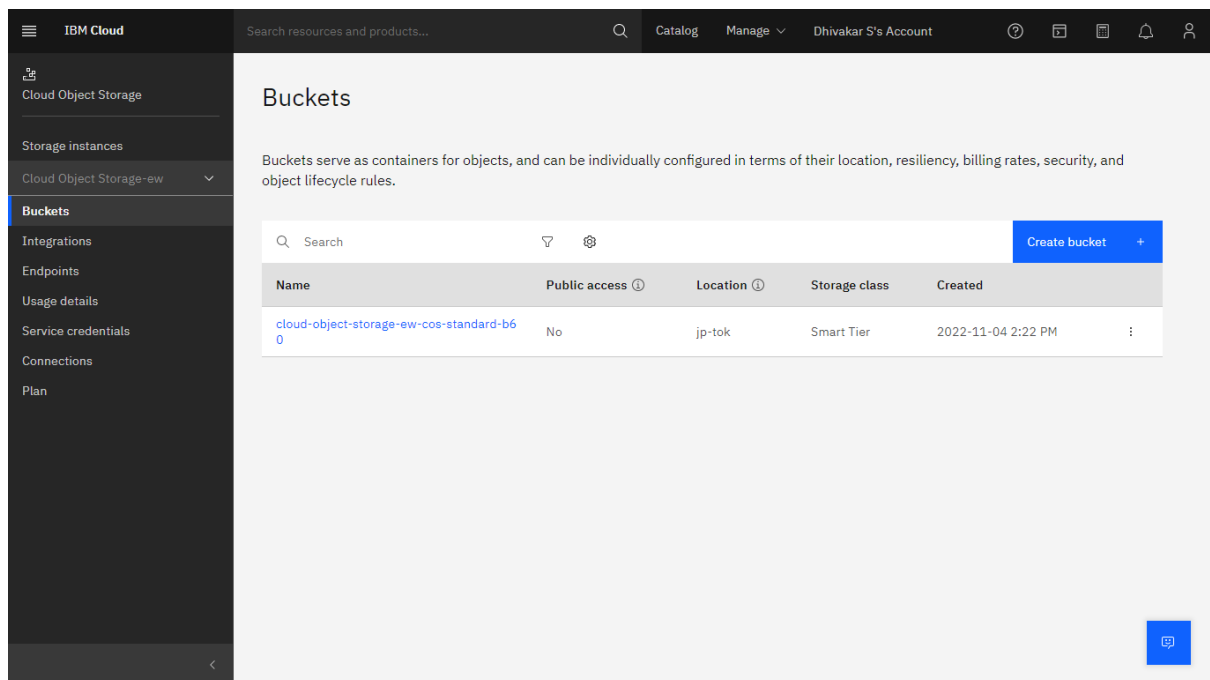 IBM Cloud
Search resources and products...
Catalog
Manage
Dhivakar S's Account
Cloud Object Storage
Storage instances
Cloud Object Storage-ew
Buckets
Integrations
Endpoints
Usage details
Service credentials
Connections
Plan
Buckets
Buckets serve as containers for objects, and can be individually configured in terms of their location, resiliency, billing rates, security, and
object lifecycle rules.
Search
Create bucket +
Name Public access Location Storage class Created
cloud-object-storage-ew-cos-standard-b6
0
No jp-tok Smart Tier 2022-11-04 2:22 PM